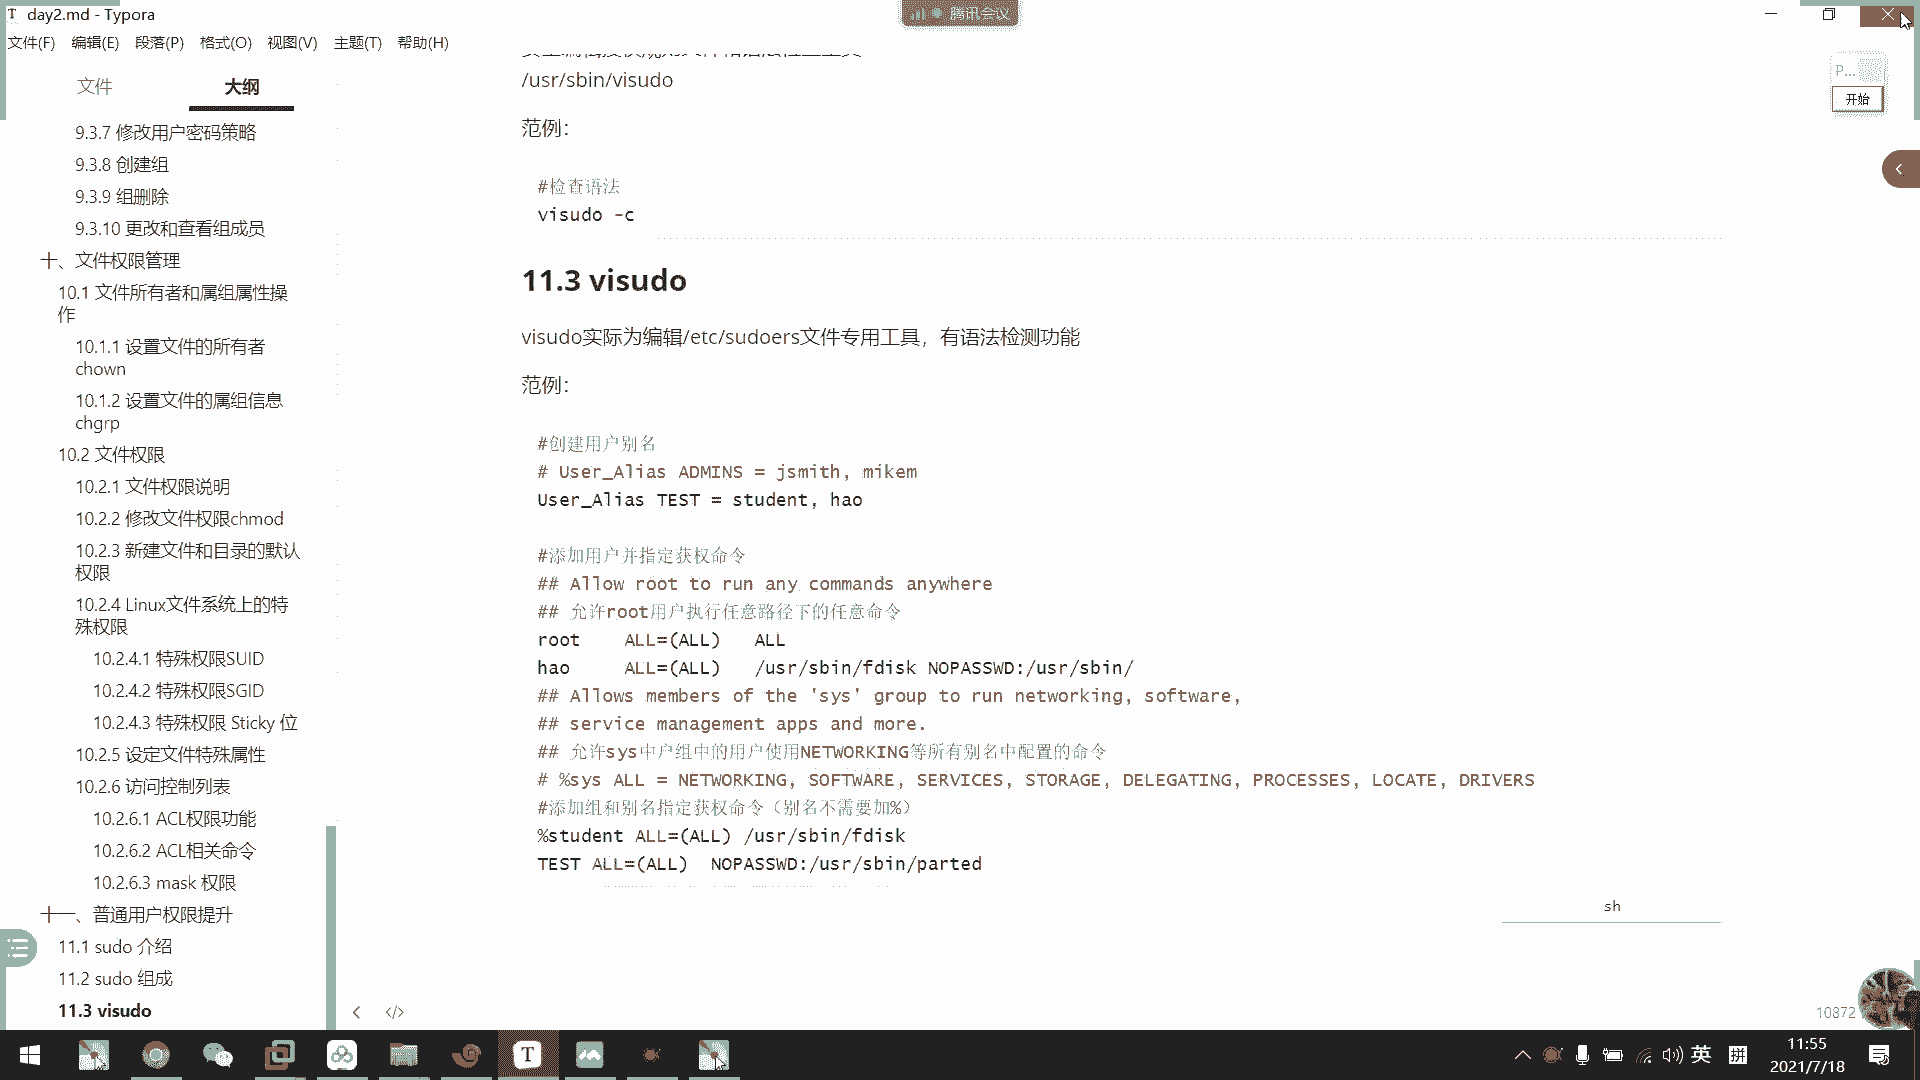 day2.md - Typora
腾讯会议
文件(F) 编辑(E) 段落(P) 格式(O) 视图(V) 主题(T) 帮助(H)
文件 大纲
9.3.7 修改用户密码策略
9.3.8 创建组
9.3.9 组删除
9.3.10 更改和查看组成员
十、文件权限管理
10.1 文件所有者和属组属性操
作
10.1.1 设置文件的所有者
chown
10.1.2 设置文件的属组信息
chgrp
10.2 文件权限
10.2.1 文件权限说明
10.2.2 修改文件权限chmod
10.2.3 新建文件和目录的默认
权限
10.2.4 Linux文件系统上的特
殊权限
10.2.4.1 特殊权限SUID
10.2.4.2 特殊权限SGID
10.2.4.3 特殊权限 Sticky 位
10.2.5 设定文件特殊属性
10.2.6 访问控制列表
10.2.6.1 ACL权限功能
10.2.6.2 ACL相关命令
10.2.6.3 mask 权限
十一、普通用户权限提升
11.1 sudo 介绍
11.2 sudo 组成
11.3 visudo
/usr/sbin/visudo
范例：
#检查语法
visudo -c
11.3 visudo
visudo实际为编辑/etc/sudoers文件专用工具，有语法检测功能
范例：
#创建用户别名
# User_Alias ADMINS = jsmith, mikem
User_Alias TEST = student, hao
#添加用户并指定获权命令
## Allow root to run any commands anywhere
## 允许root用户执行任意路径下的任意命令
root ALL=(ALL) ALL
hao ALL=(ALL) /usr/sbin/fdisk NOPASSWD:/usr/sbin/
## Allows members of the 'sys' group to run networking, software,
## service management apps and more.
## 允许sys中户组中的用户使用NETWORKING等所有别名中配置的命令
# %sys ALL = NETWORKING, SOFTWARE, SERVICES, STORAGE, DELEGATING, PROCESSES, LOCATE, DRIVERS
#添加组和别名指定获权命令（别名不需要加%）
%student ALL=(ALL) /usr/sbin/fdisk
TEST ALL=(ALL) NOPASSWD:/usr/sbin/parted
sh
P...
开始
10872
英
拼
11:55
2021/7/18